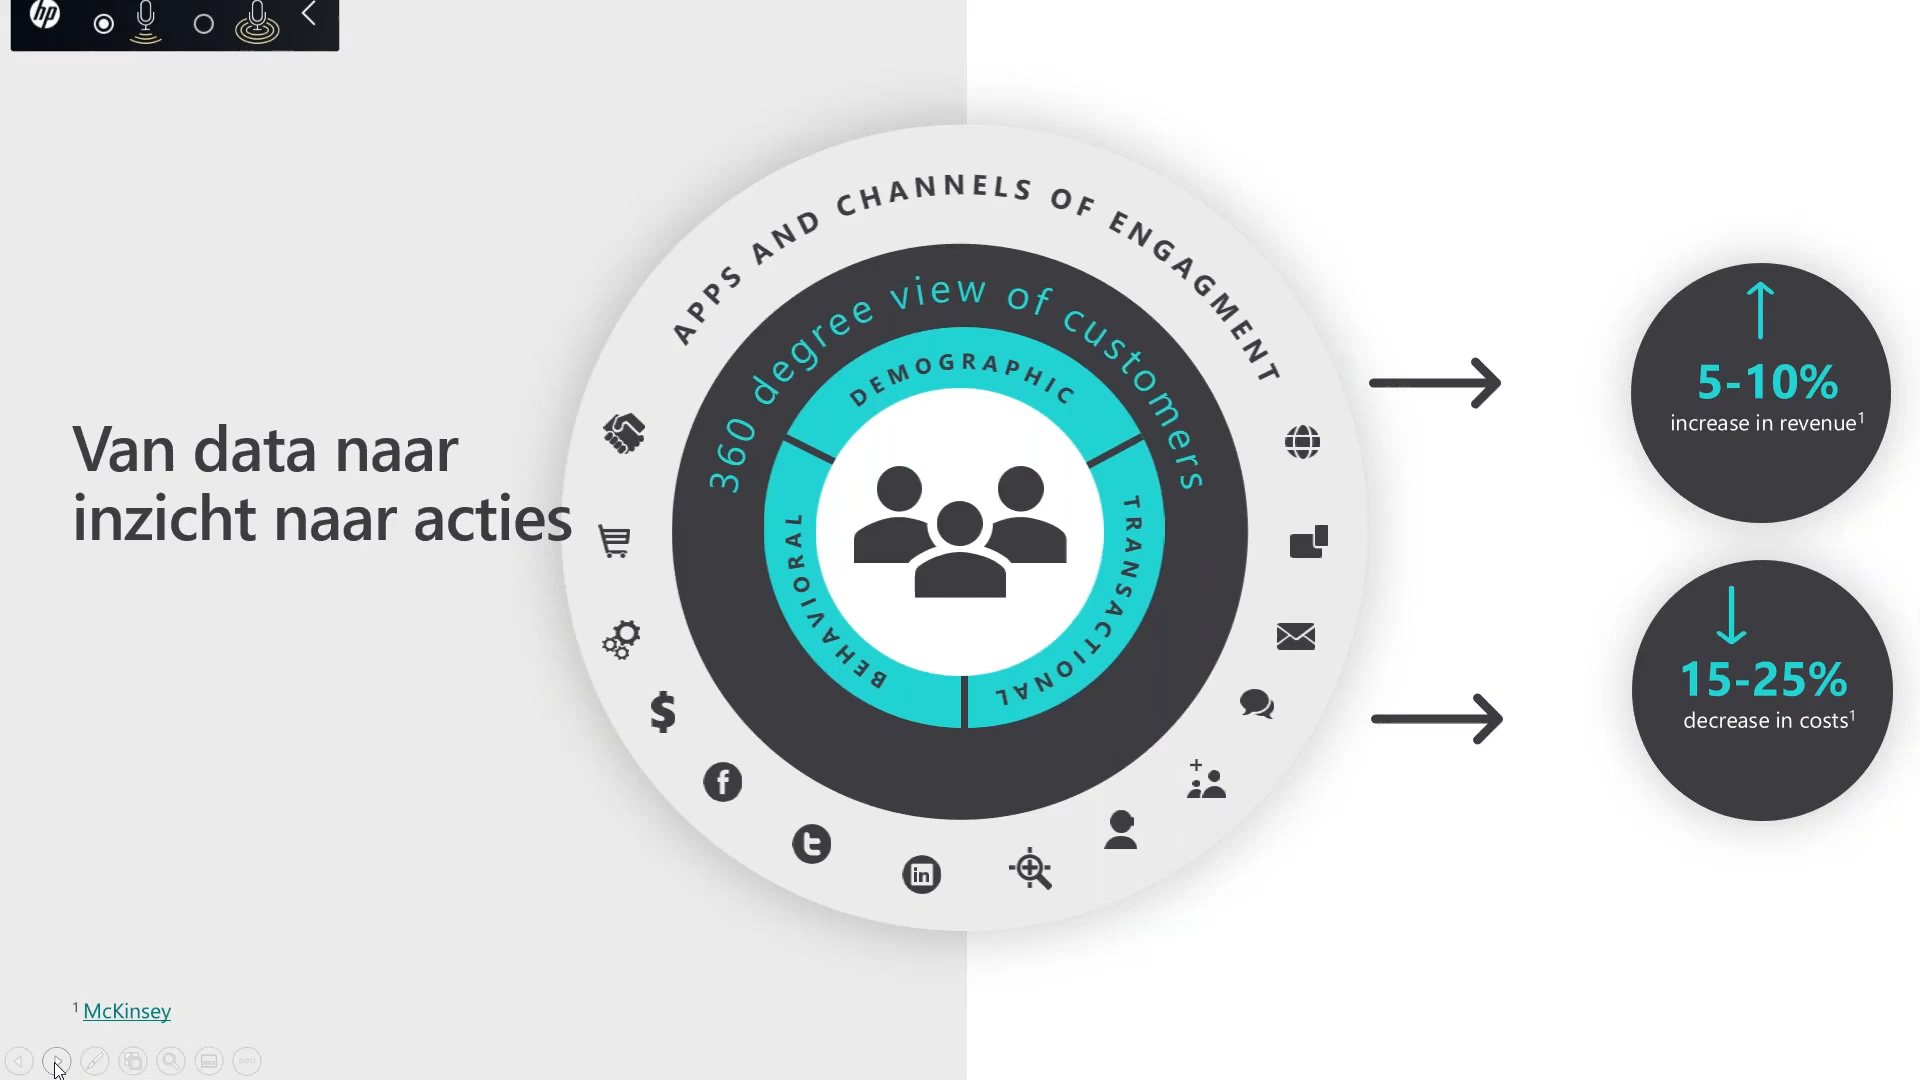 hp
APPS AND CHANNELS OF ENGAGMENT
360 degree view of customers
DEMOGRAPHIC
TRANSACTIONAL
BEHAVIORAL
Van data naar
inzicht naar acties
5-10%
increase in revenue¹
15-25%
decrease in costs¹
$
f
t
in
¹ McKinsey